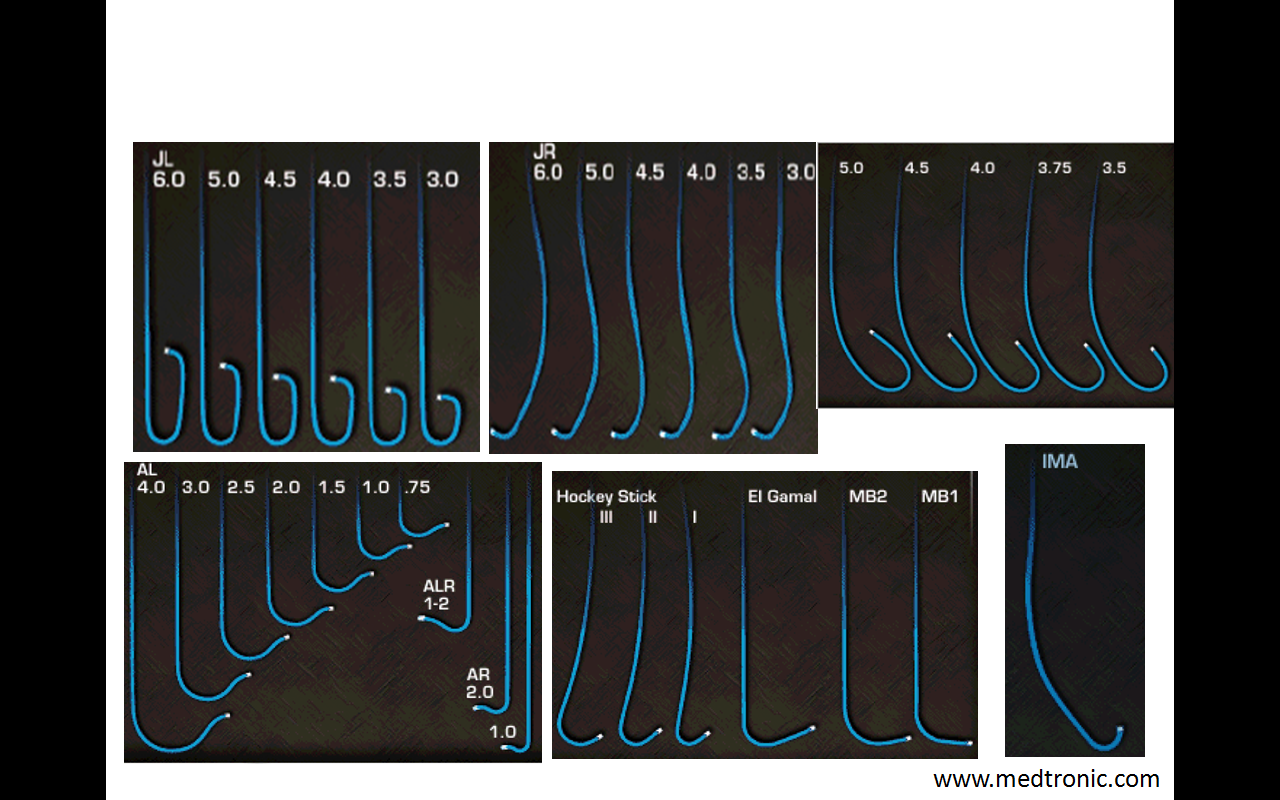 JL
6.0 5.0 4.5 4.0 3.5 3.0
JR
6.0 5.0 4.5 4.0 3.5 3.0
5.0 4.5 4.0 3.75 3.5
AL
4.0 3.0 2.5 2.0 1.5 1.0 .75
ALR
1-2
AR
2.0
1.0
Hockey Stick El Gamal MB2 MB1
III II I
IMA
www.medtronic.com